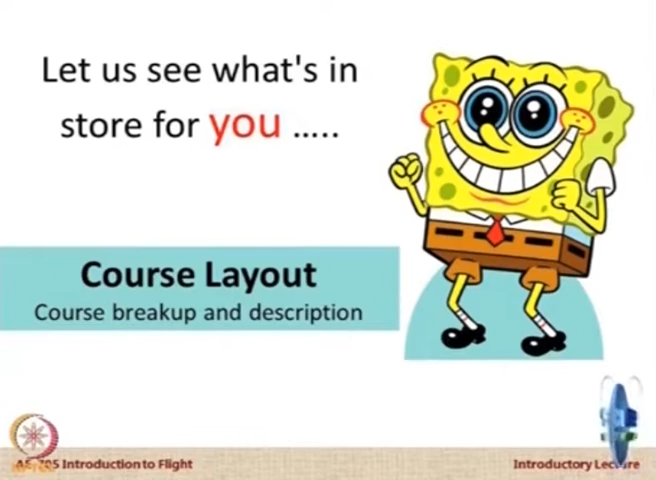 Let us see what's in
store for you .....
Course Layout
Course breakup and description
Introduction to Flight
Introductory Lecture